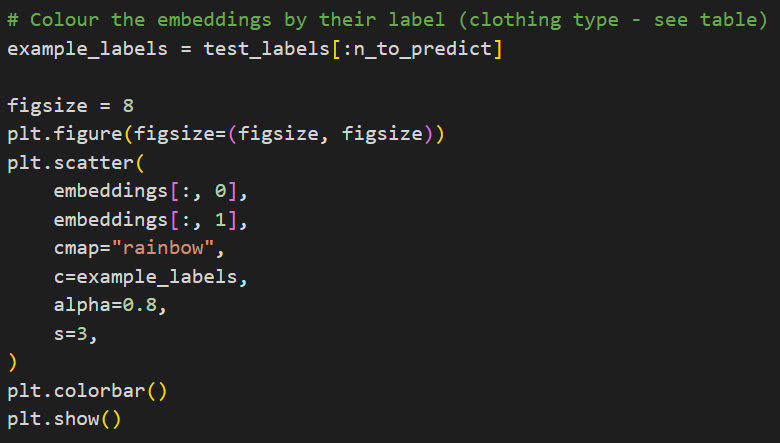 # Colour the embeddings by their label (clothing type - see table)
example_labels = test_labels[:n_to_predict]

figsize = 8
plt.figure(figsize=(figsize, figsize))
plt.scatter(
    embeddings[:, 0],
    embeddings[:, 1],
    cmap="rainbow",
    c=example_labels,
    alpha=0.8,
    s=3,
)
plt.colorbar()
plt.show()